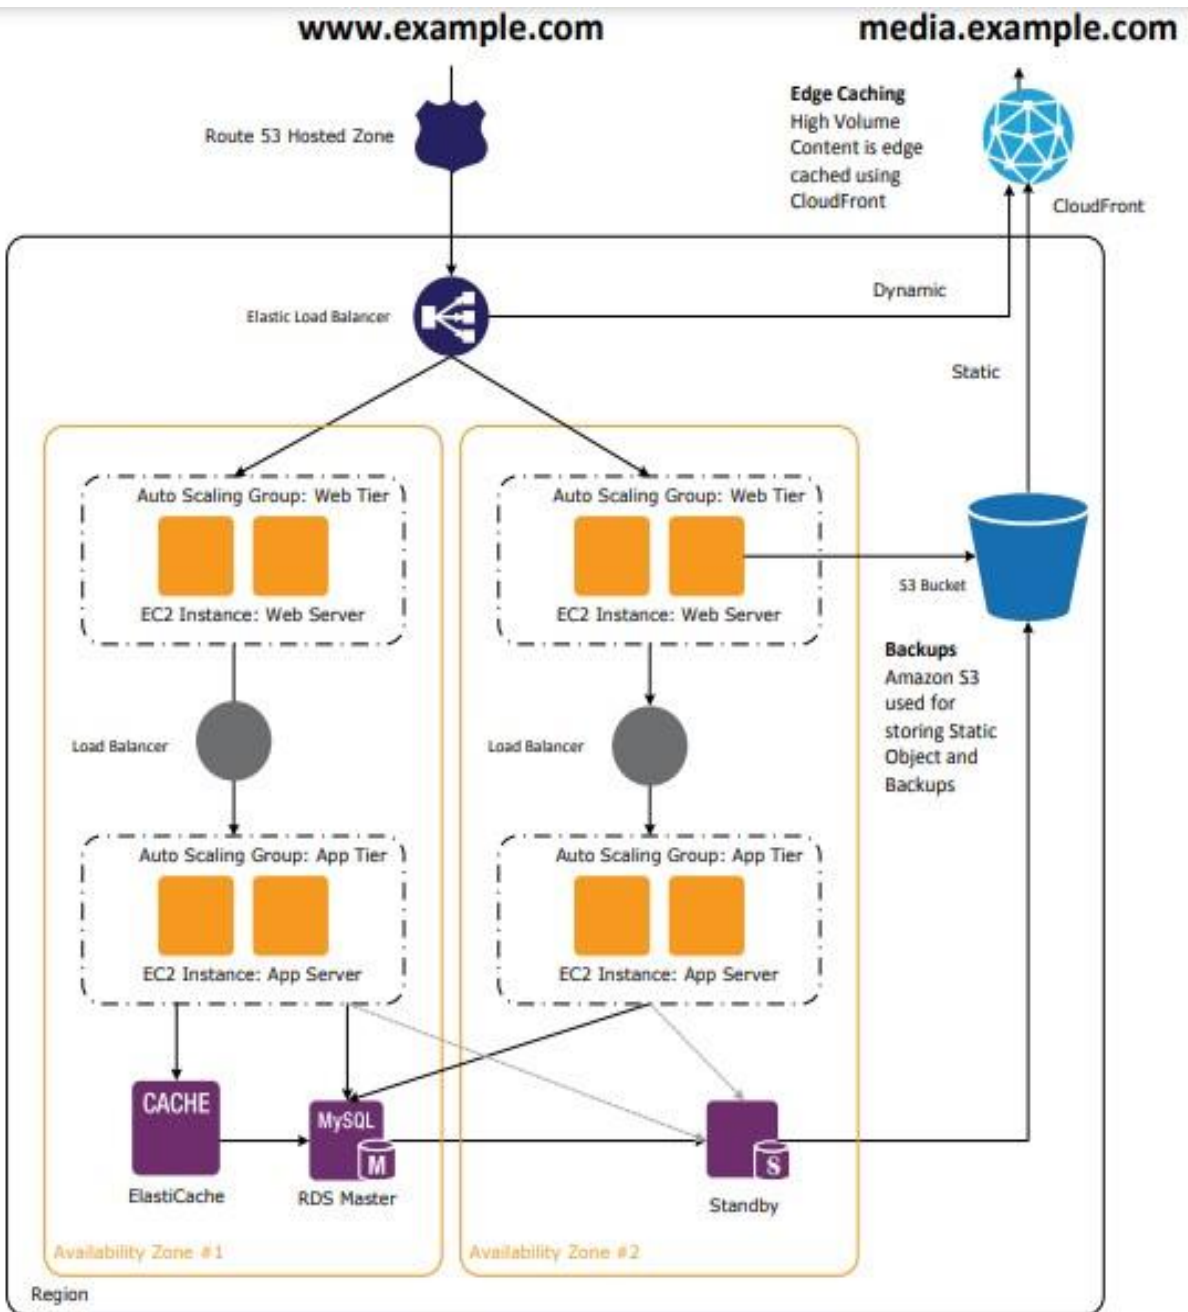 www.example.com
media.example.com
Edge Caching
High Volume
Content is edge
cached using
CloudFront
Route 53 Hosted Zone
CloudFront
Dynamic
Elastic Load Balancer
Static
Auto Scaling Group: Web Tier
EC2 Instance: Web Server
Auto Scaling Group: Web Tier
EC2 Instance: Web Server
S3 Bucket
Backups
Amazon S3
used for
storing Static
Object and
Backups
Load Balancer
Load Balancer
Auto Scaling Group: App Tier
EC2 Instance: App Server
Auto Scaling Group: App Tier
EC2 Instance: App Server
CACHE
ElastiCache
MySQL
M
RDS Master
S
Standby
Availability Zone #1
Availability Zone #2
Region